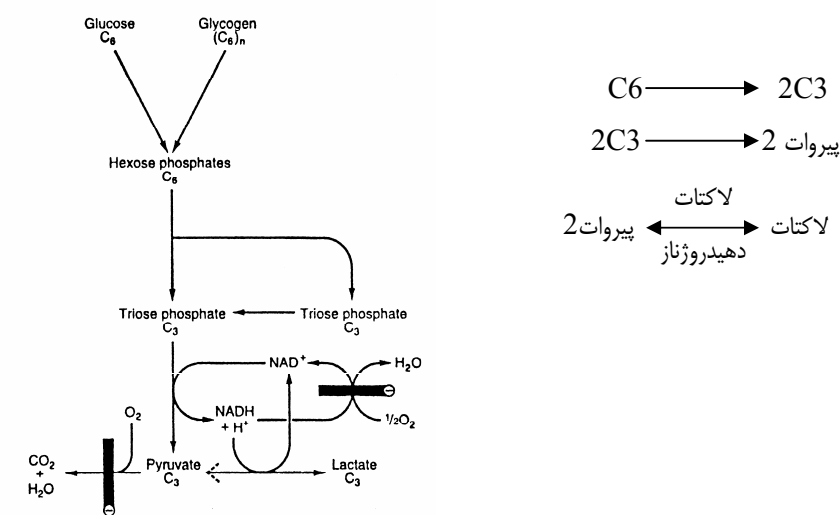 Glucose
C6
Glycogen
(C6)n
Hexose phosphates
C6
Triose phosphate
C3
Triose phosphate
C3
NAD+
H2O
NADH
+ H+
1/2O2
O2
CO2
+
H2O
Pyruvate
C3
Lactate
C3
C6 2C3
2C3 2 پیروات
لاکتات
2پیروات لاکتات
دهیدروژناز